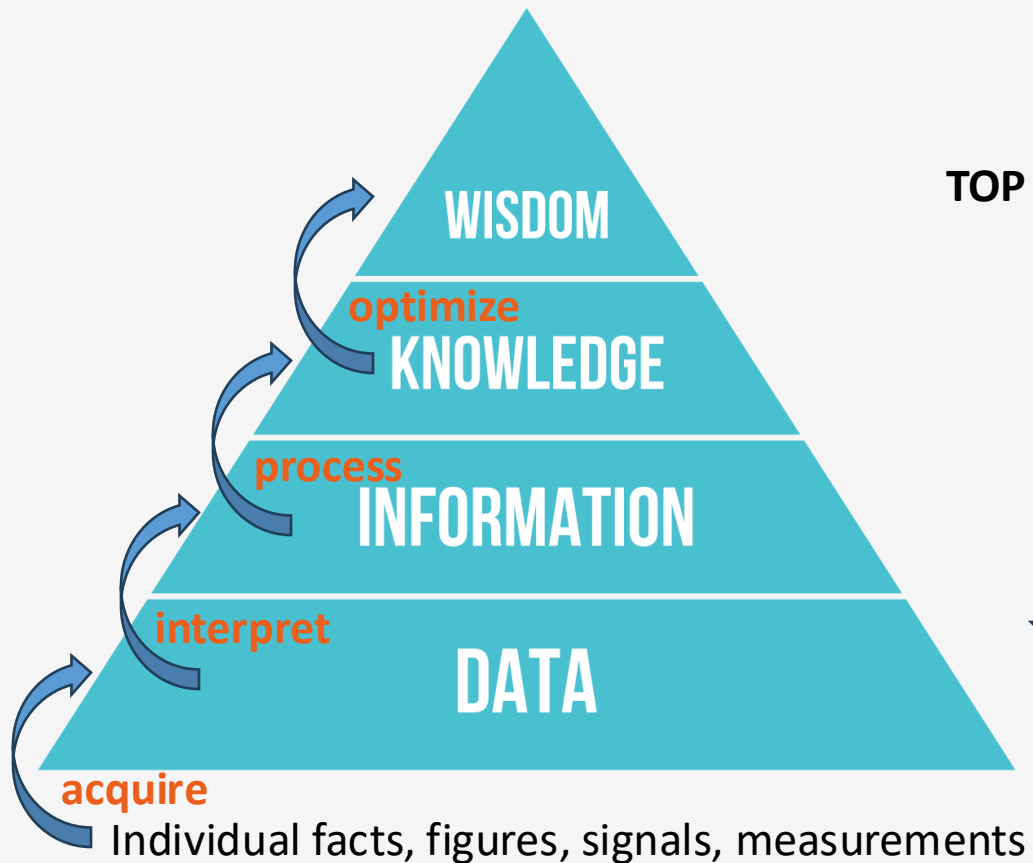 TOP
WISDOM
optimize
KNOWLEDGE
process
INFORMATION
interpret
DATA
acquire
Individual facts, figures, signals, measurements